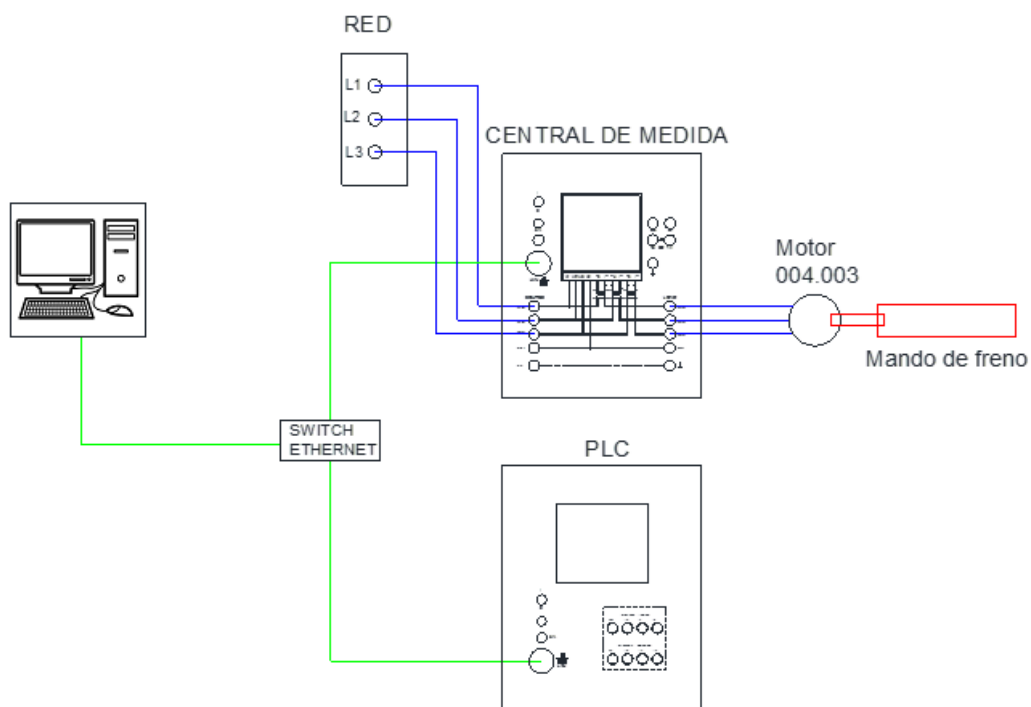 RED
L1
L2
L3
CENTRAL DE MEDIDA
Motor
004.003
Mando de freno
SWITCH
ETHERNET
PLC